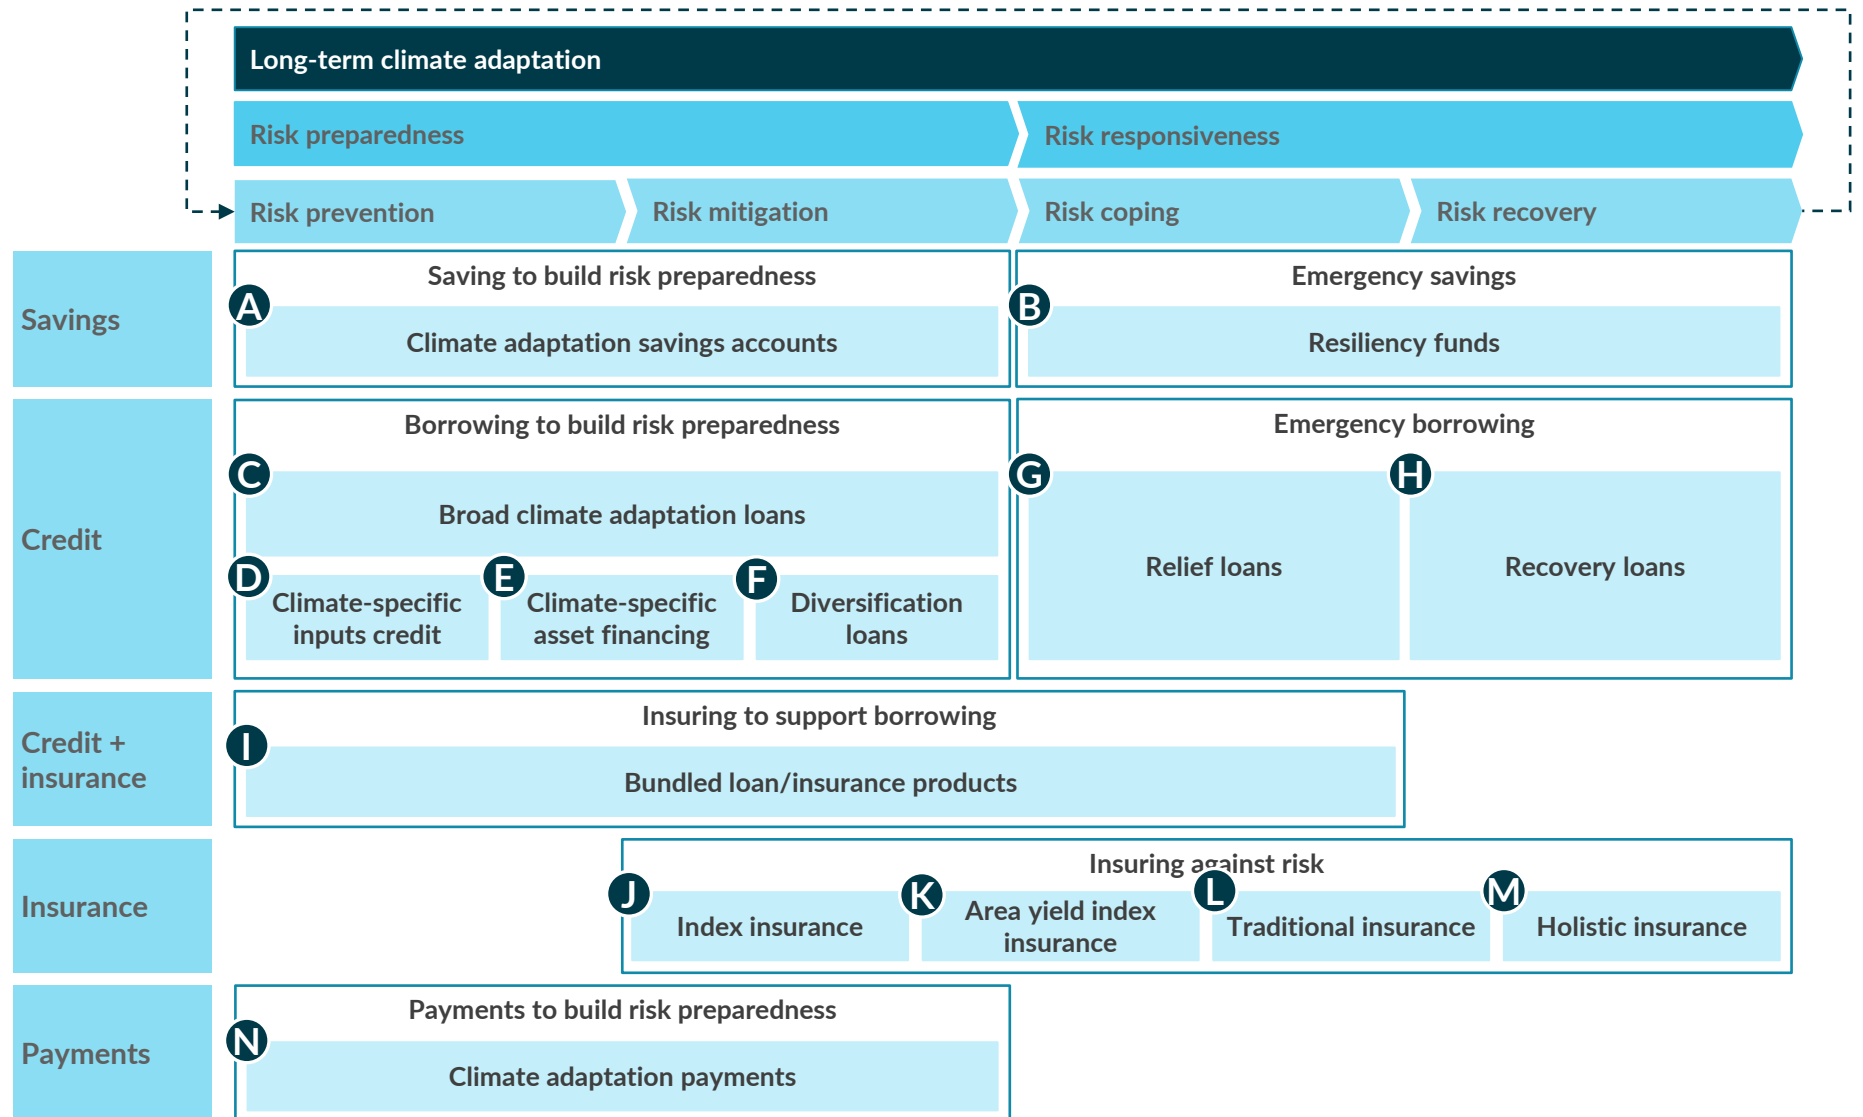 Long-term climate adaptation
Risk preparedness
Risk responsiveness
Risk prevention
Risk mitigation
Risk coping
Risk recovery
Savings
Saving to build risk preparedness
A
Climate adaptation savings accounts
Emergency savings
B
Resiliency funds
Credit
Borrowing to build risk preparedness
C
Broad climate adaptation loans
D
Climate-specific
inputs credit
E
Climate-specific
asset financing
F
Diversification
loans
Emergency borrowing
G
Relief loans
H
Recovery loans
Credit +
insurance
Insuring to support borrowing
I
Bundled loan/insurance products
Insurance
Insuring against risk
J
Index insurance
K
Area yield index
insurance
L
Traditional insurance
M
Holistic insurance
Payments
Payments to build risk preparedness
N
Climate adaptation payments